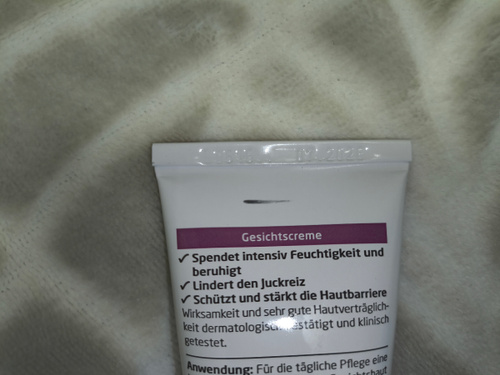 Gesichtscreme
✓ Spendet intensiv Feuchtigkeit und
beruhigt
✓ Lindert den Juckreiz
✓ Schützt und stärkt die Hautbarriere
Wirksamkeit und sehr gute Hautverträglich-
keit dermatologisch bestätigt und klinisch
getestet.
Anwendung: Für die tägliche Pflege eine